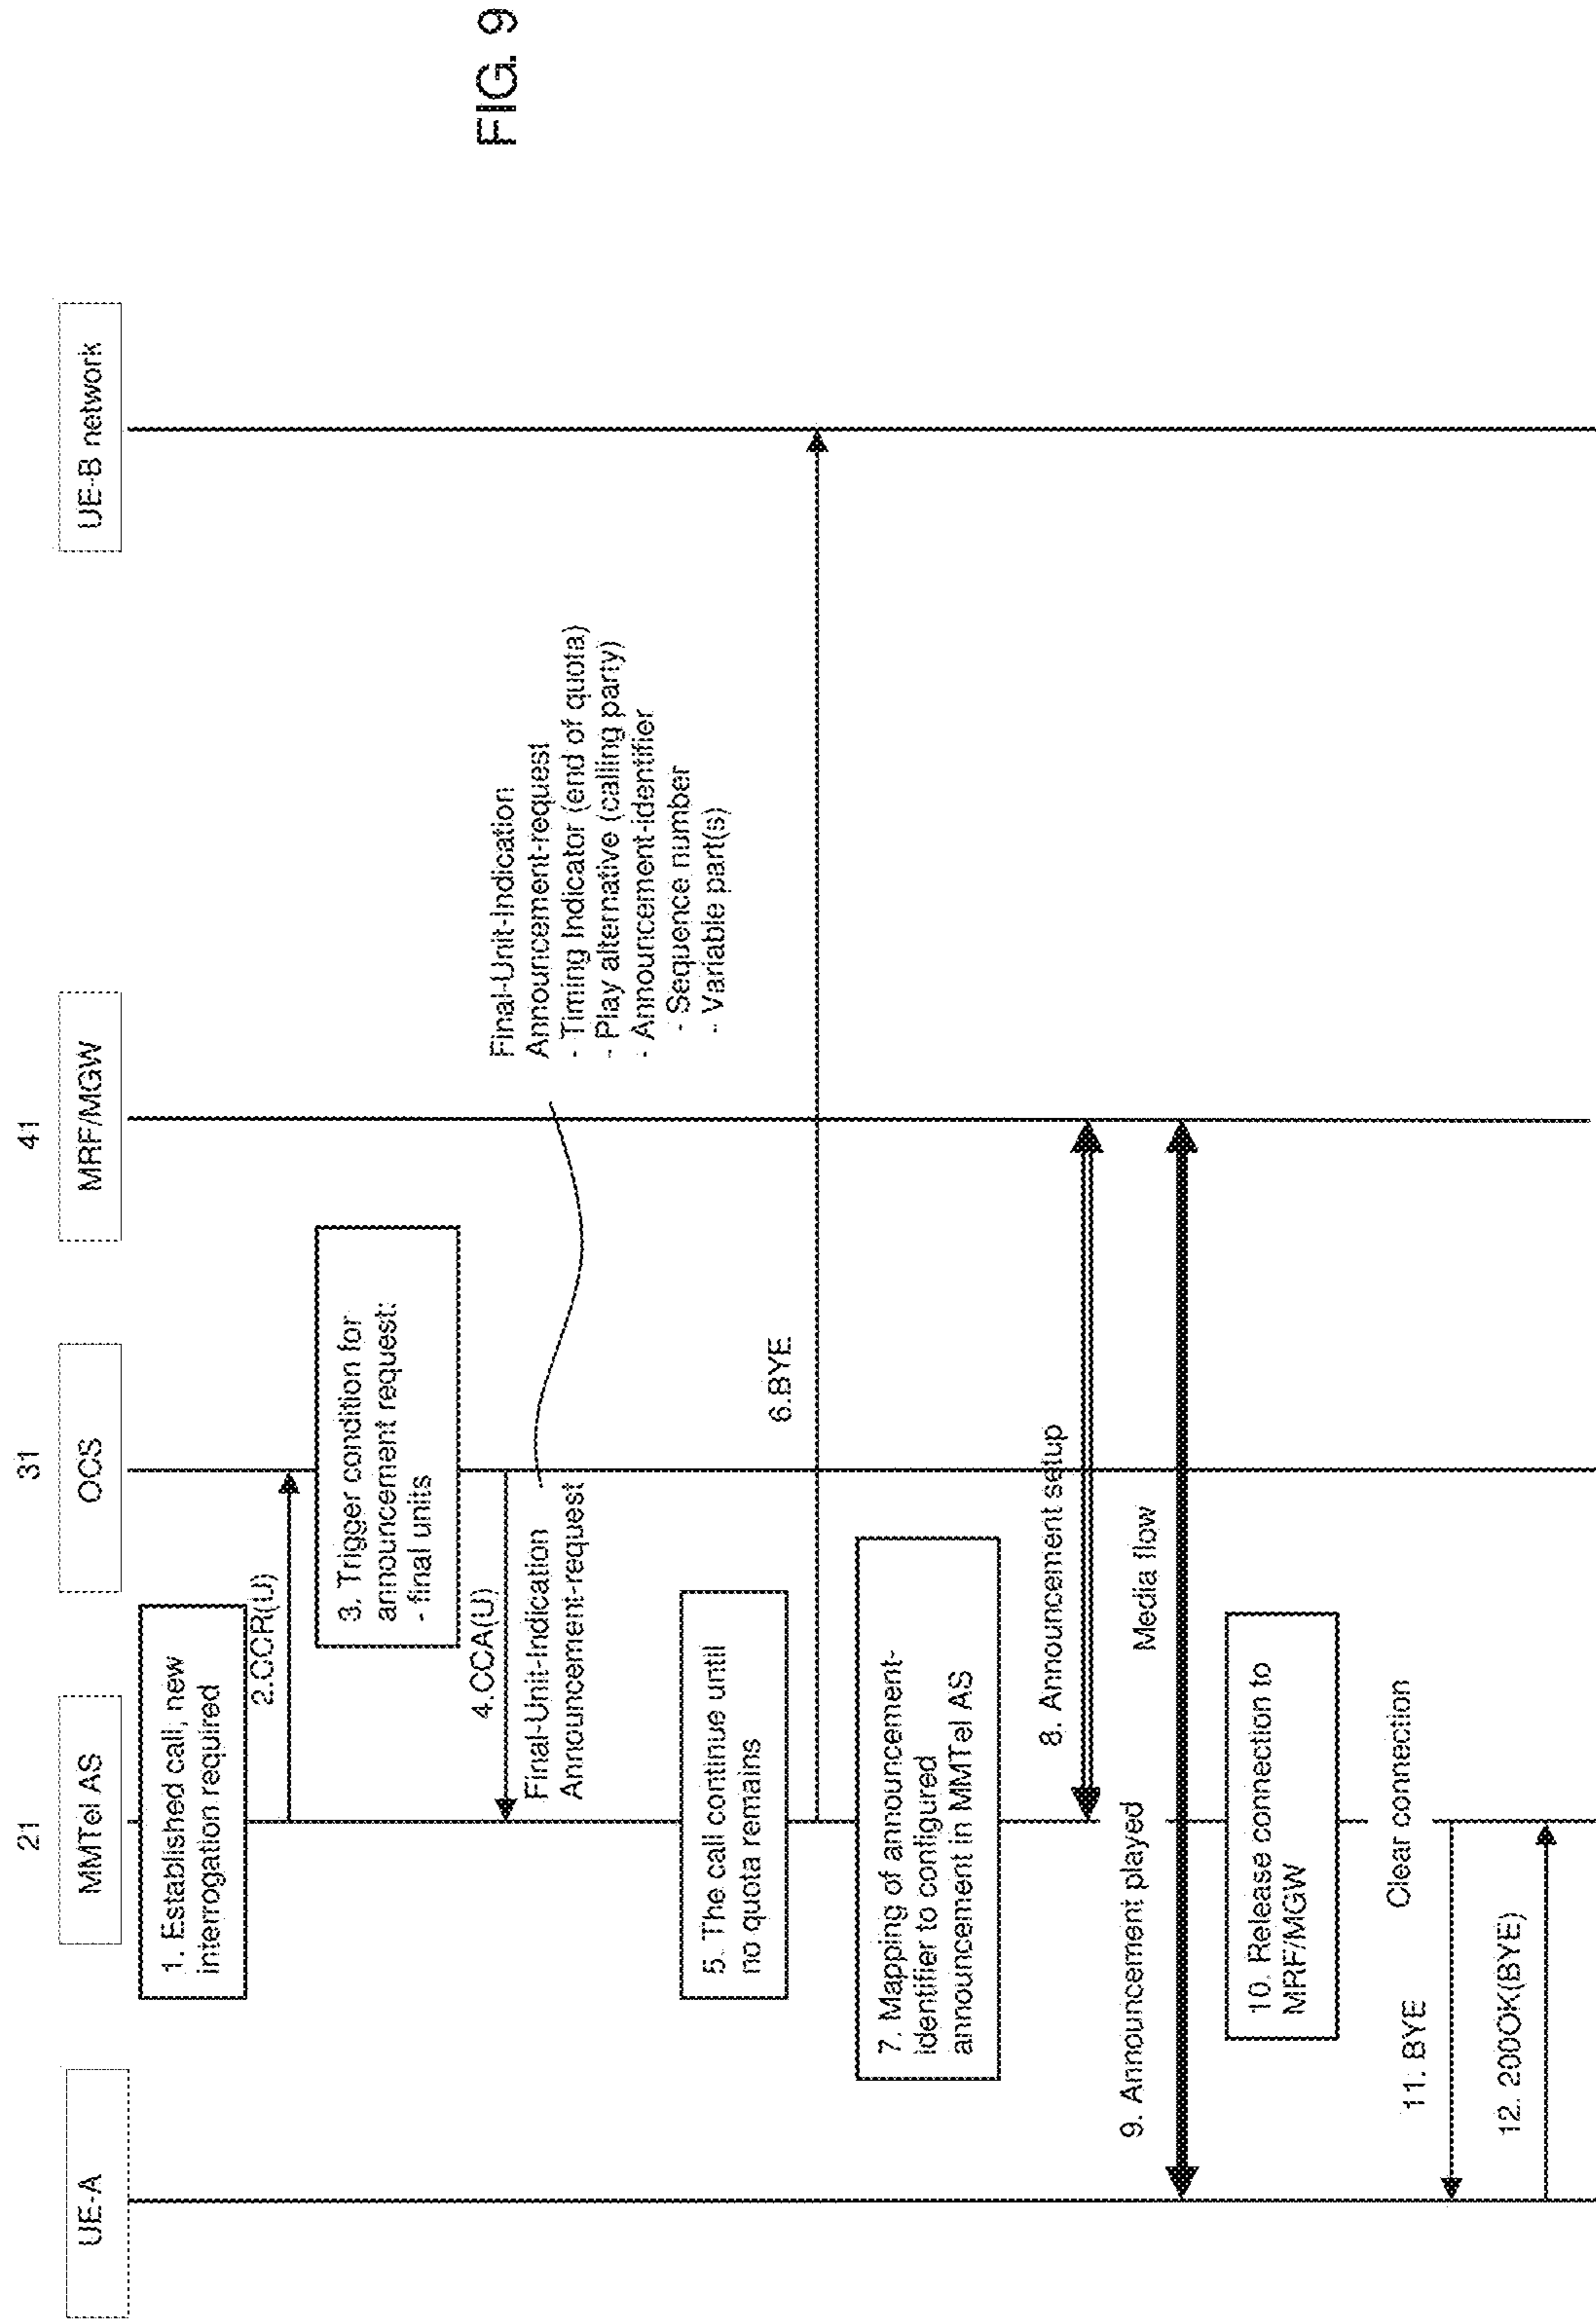 FIG. 9
21
31
41
UE-A
MMTel AS
OCS
MRF/MGW
UE-B network
1. Established call, new
interrogation required
2.CCR(U)
3. Trigger condition for
announcement request:
- final units
4.CCA(U)
Final-Unit-Indication
Announcement-request
Final-Unit-Indication
Announcement-request
- Timing Indicator (end of quota)
- Play alternative (calling party)
- Announcement-identifier
- Sequence number
- Variable part(s)
5. The call continue until
no quota remains
6.BYE
7. Mapping of announcement-
identifier to configured
announcement in MMTel AS
8. Announcement setup
9. Announcement played
Media flow
10. Release connection to
MRF/MGW
Clear connection
11. BYE
12. 200OK(BYE)